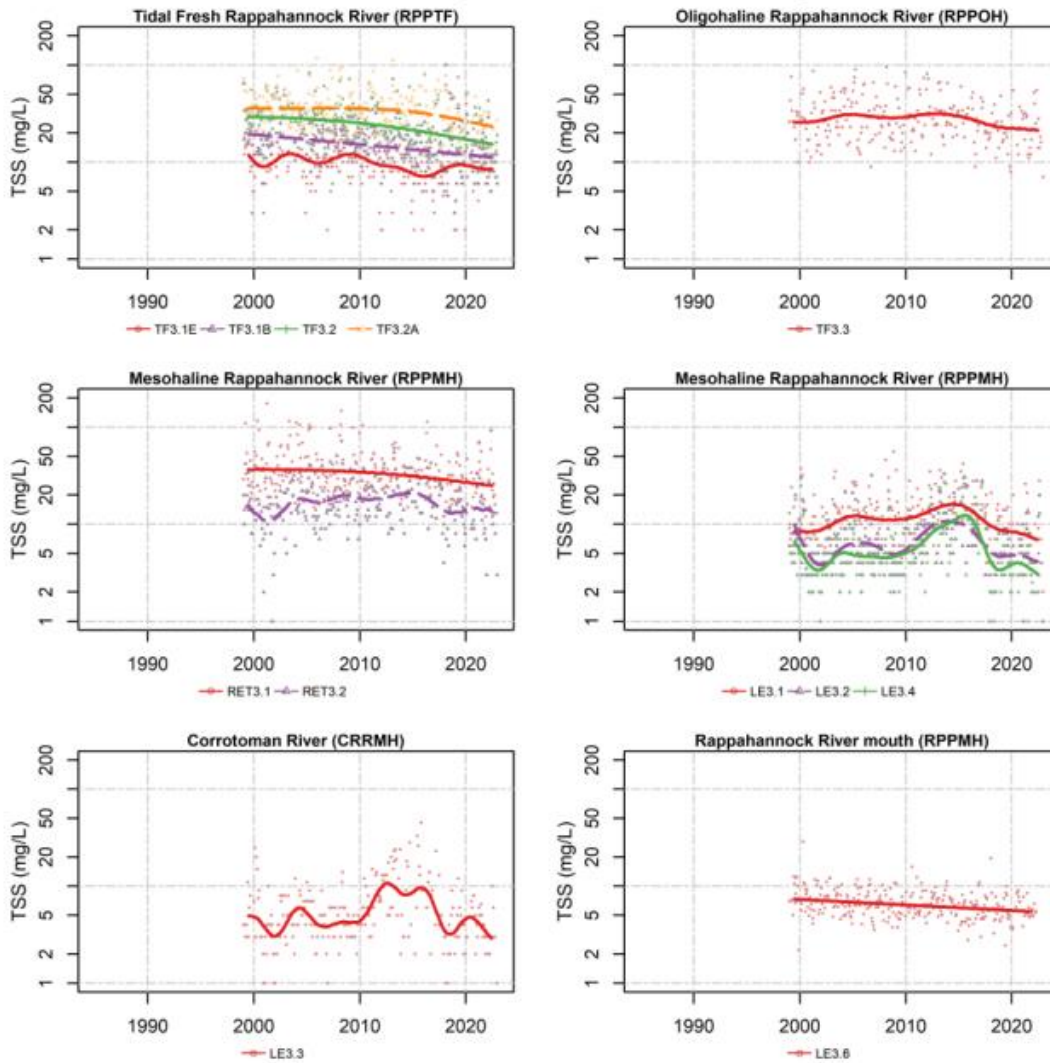 Tidal Fresh Rappahannock River (RPPTF)
TSS (mg/L)
200
50
20
5
2
1
1990 2000 2010 2020
TF3.1E TF3.1B TF3.2 TF3.2A
Oligohaline Rappahannock River (RPPOH)
TSS (mg/L)
200
50
20
5
2
1
1990 2000 2010 2020
TF3.3
Mesohaline Rappahannock River (RPPMH)
TSS (mg/L)
200
50
20
5
2
1
1990 2000 2010 2020
RET3.1 RET3.2
Mesohaline Rappahannock River (RPPMH)
TSS (mg/L)
200
50
20
5
2
1
1990 2000 2010 2020
LE3.1 LE3.2 LE3.4
Corrotoman River (CRRMH)
TSS (mg/L)
200
50
20
5
2
1
1990 2000 2010 2020
LE3.3
Rappahannock River mouth (RPPMH)
TSS (mg/L)
200
50
20
5
2
1
1990 2000 2010 2020
LE3.6